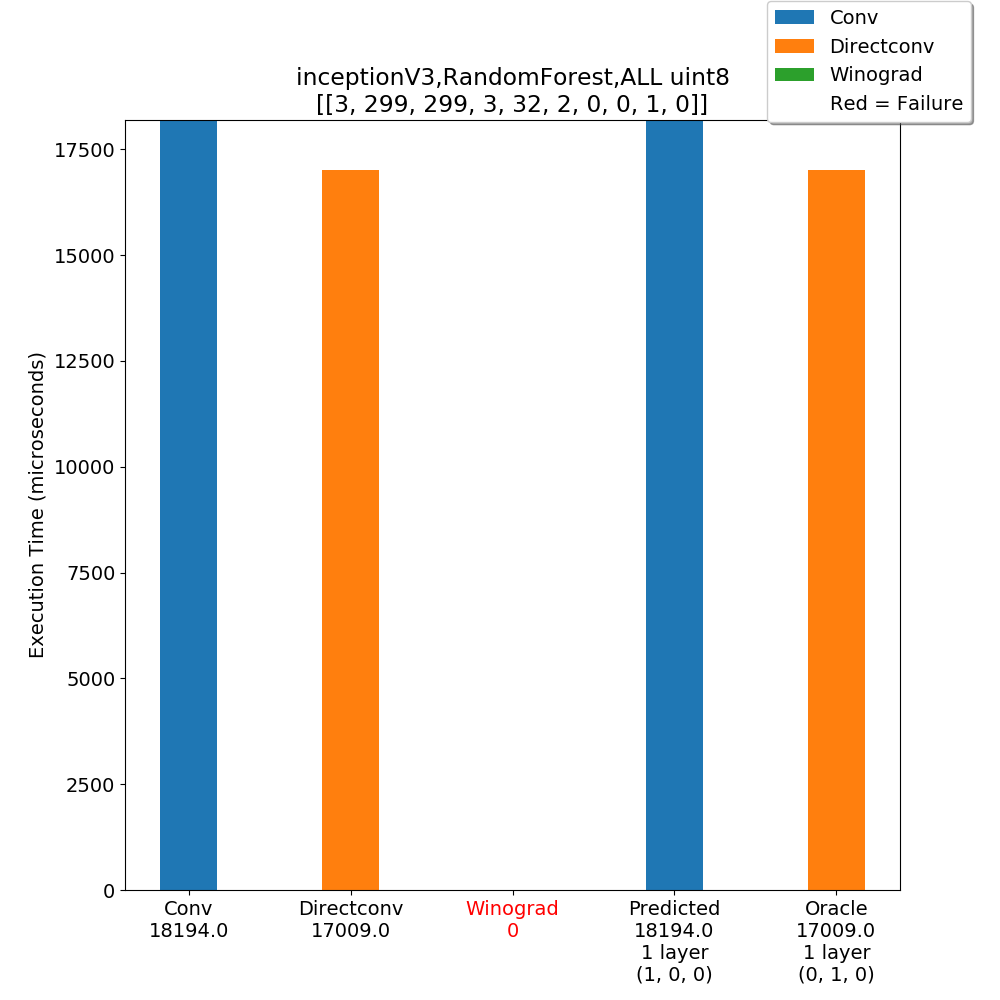 Conv
Directconv
Winograd
Red = Failure
inceptionV3,RandomForest,ALL uint8
[[3, 299, 299, 3, 32, 2, 0, 0, 1, 0]]
Execution Time (microseconds)
17500
15000
12500
10000
7500
5000
2500
0
Conv
18194.0
Directconv
17009.0
Winograd
0
Predicted
18194.0
1 layer
(1, 0, 0)
Oracle
17009.0
1 layer
(0, 1, 0)